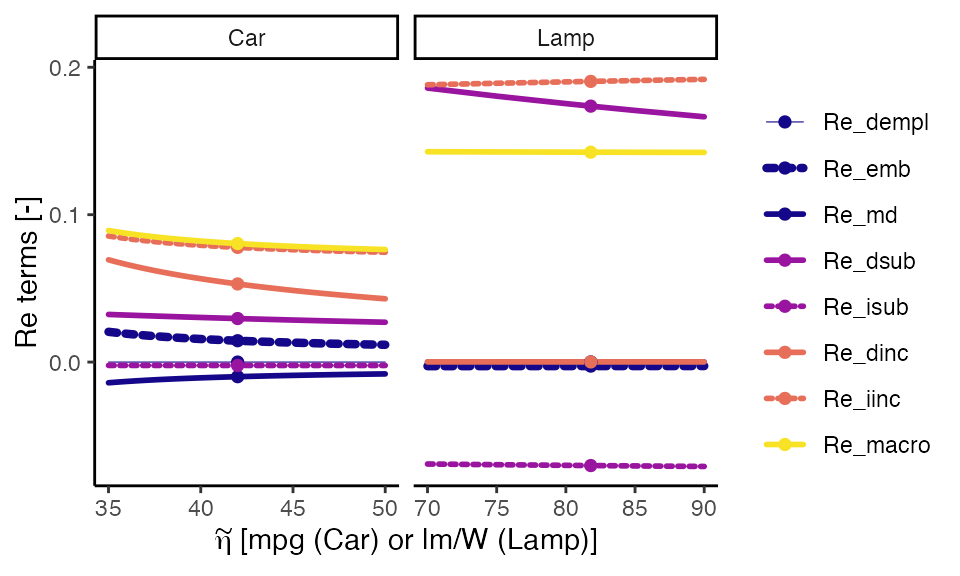 Car
Lamp
0.2
0.1
0.0
Re terms [-]
35 40 45 50
70 75 80 85 90
η̃ [mpg (Car) or lm/W (Lamp)]
Re_dempl
Re_emb
Re_md
Re_dsub
Re_isub
Re_dinc
Re_iinc
Re_macro